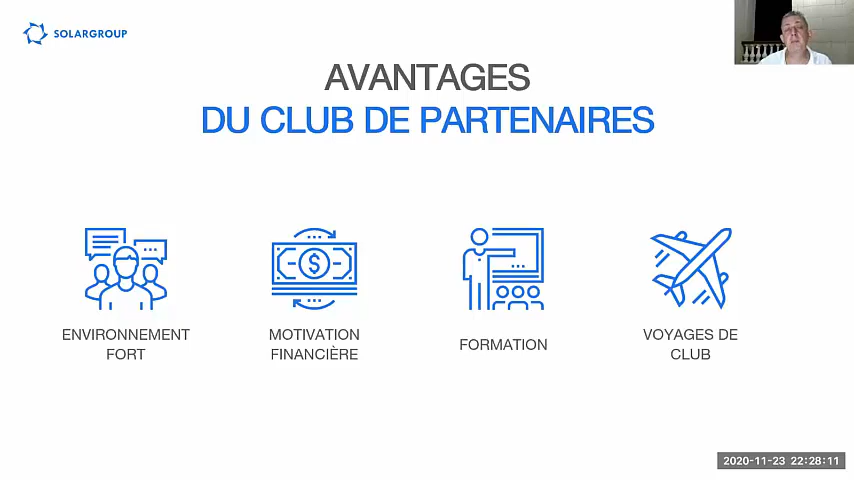 SOLARGROUP
AVANTAGES
DU CLUB DE PARTENAIRES
ENVIRONNEMENT
FORT
MOTIVATION
FINANCIÈRE
FORMATION
VOYAGES DE
CLUB
2020-11-23 22:28:11